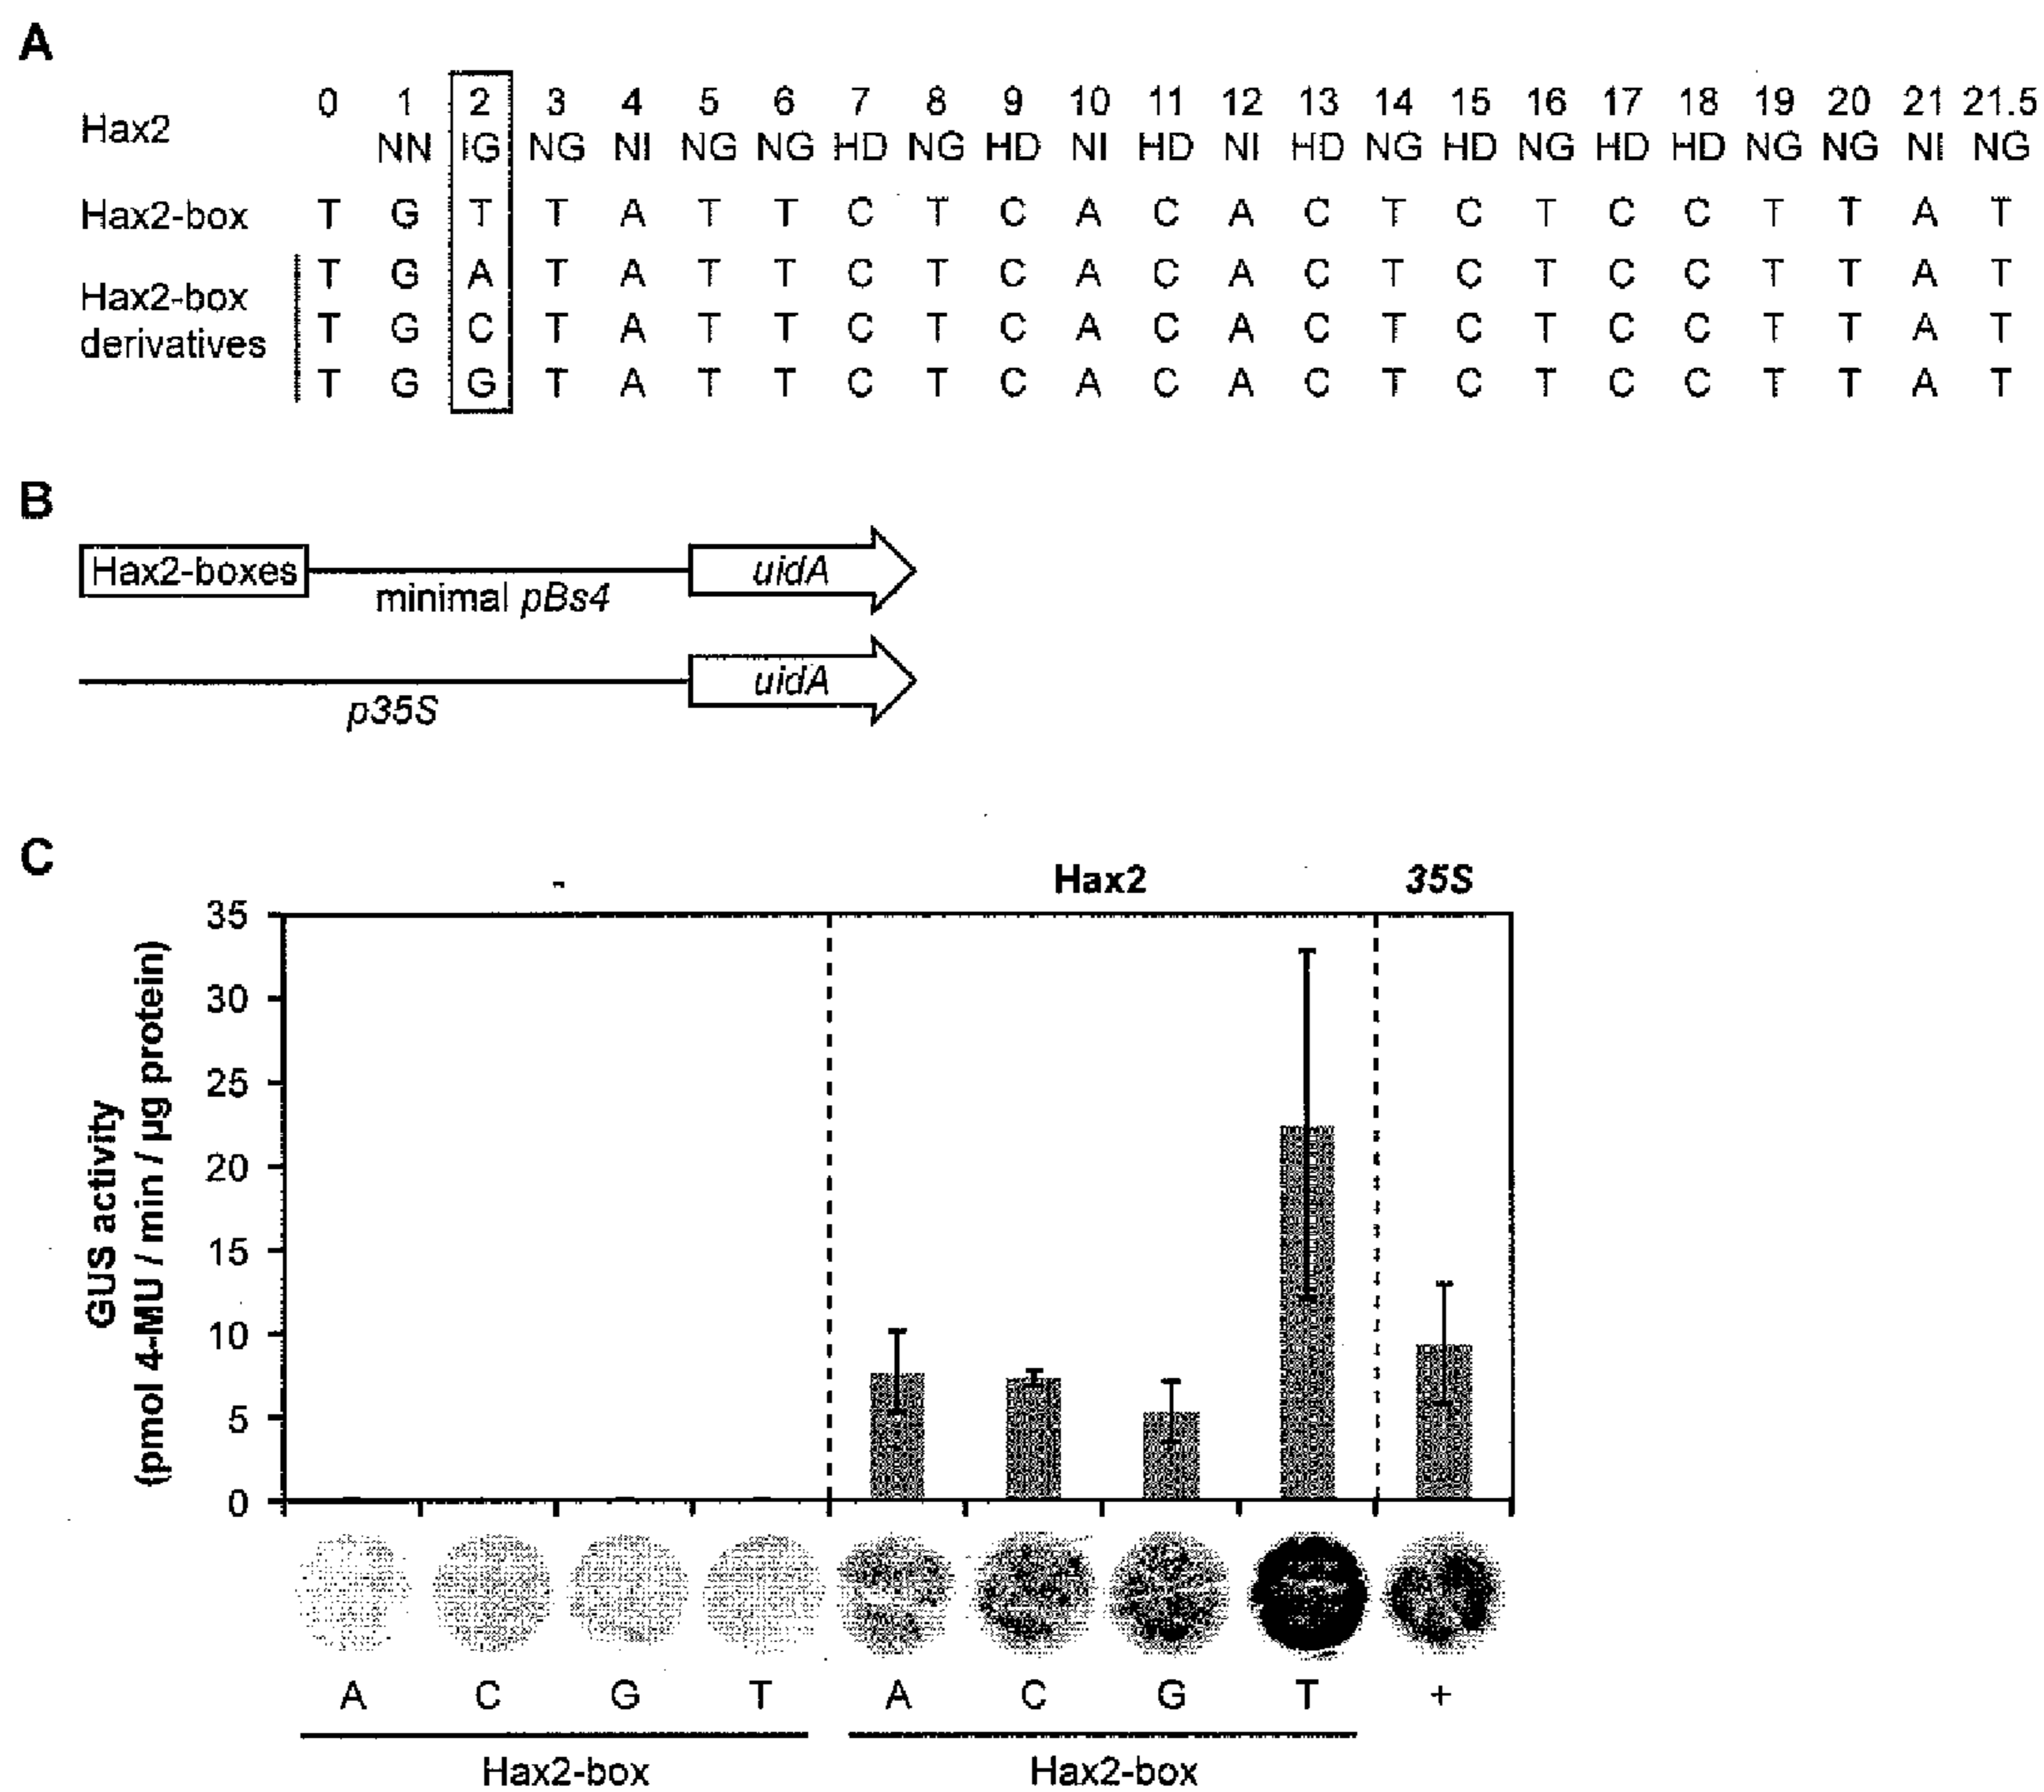 A
Hax2
0 1 2 3 4 5 6 7 8 9 10 11 12 13 14 15 16 17 18 19 20 21 21.5
NN IG NG NI NG NG HD NG HD NI HD NI HD NG HD NG HD HD NG NG NI NG
Hax2-box T G T T A T T C T C A C A C T C T C C T T A T
Hax2-box derivatives
T G A T A T T C T C A C A C T C T C C T T A T
T G C T A T T C T C A C A C T C T C C T T A T
T G G T A T T C T C A C A C T C T C C T T A T
B
Hax2-boxes
minimal pBs4
uidA
p35S
uidA
C
- Hax2 35S
GUS activity
(pmol 4-MU / min / µg protein)
35
30
25
20
15
10
5
0
A C G T A C G T +
Hax2-box Hax2-box